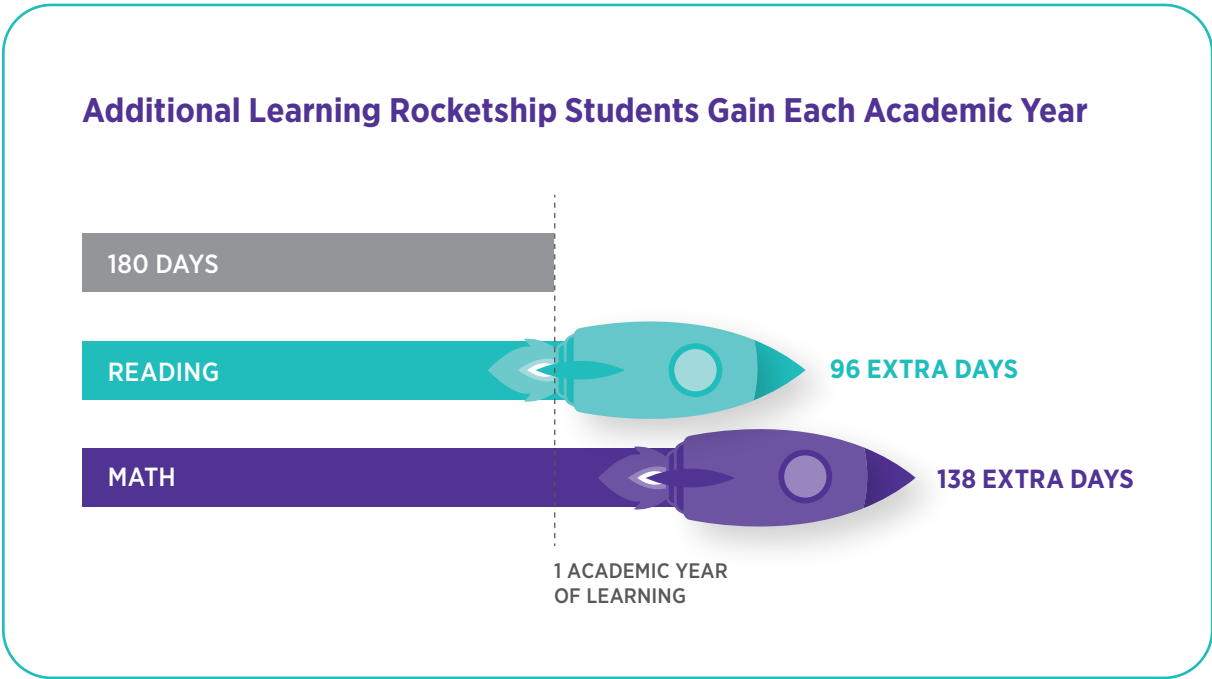 Additional Learning Rocketship Students Gain Each Academic Year
180 DAYS
READING
96 EXTRA DAYS
MATH
138 EXTRA DAYS
1 ACADEMIC YEAR
OF LEARNING